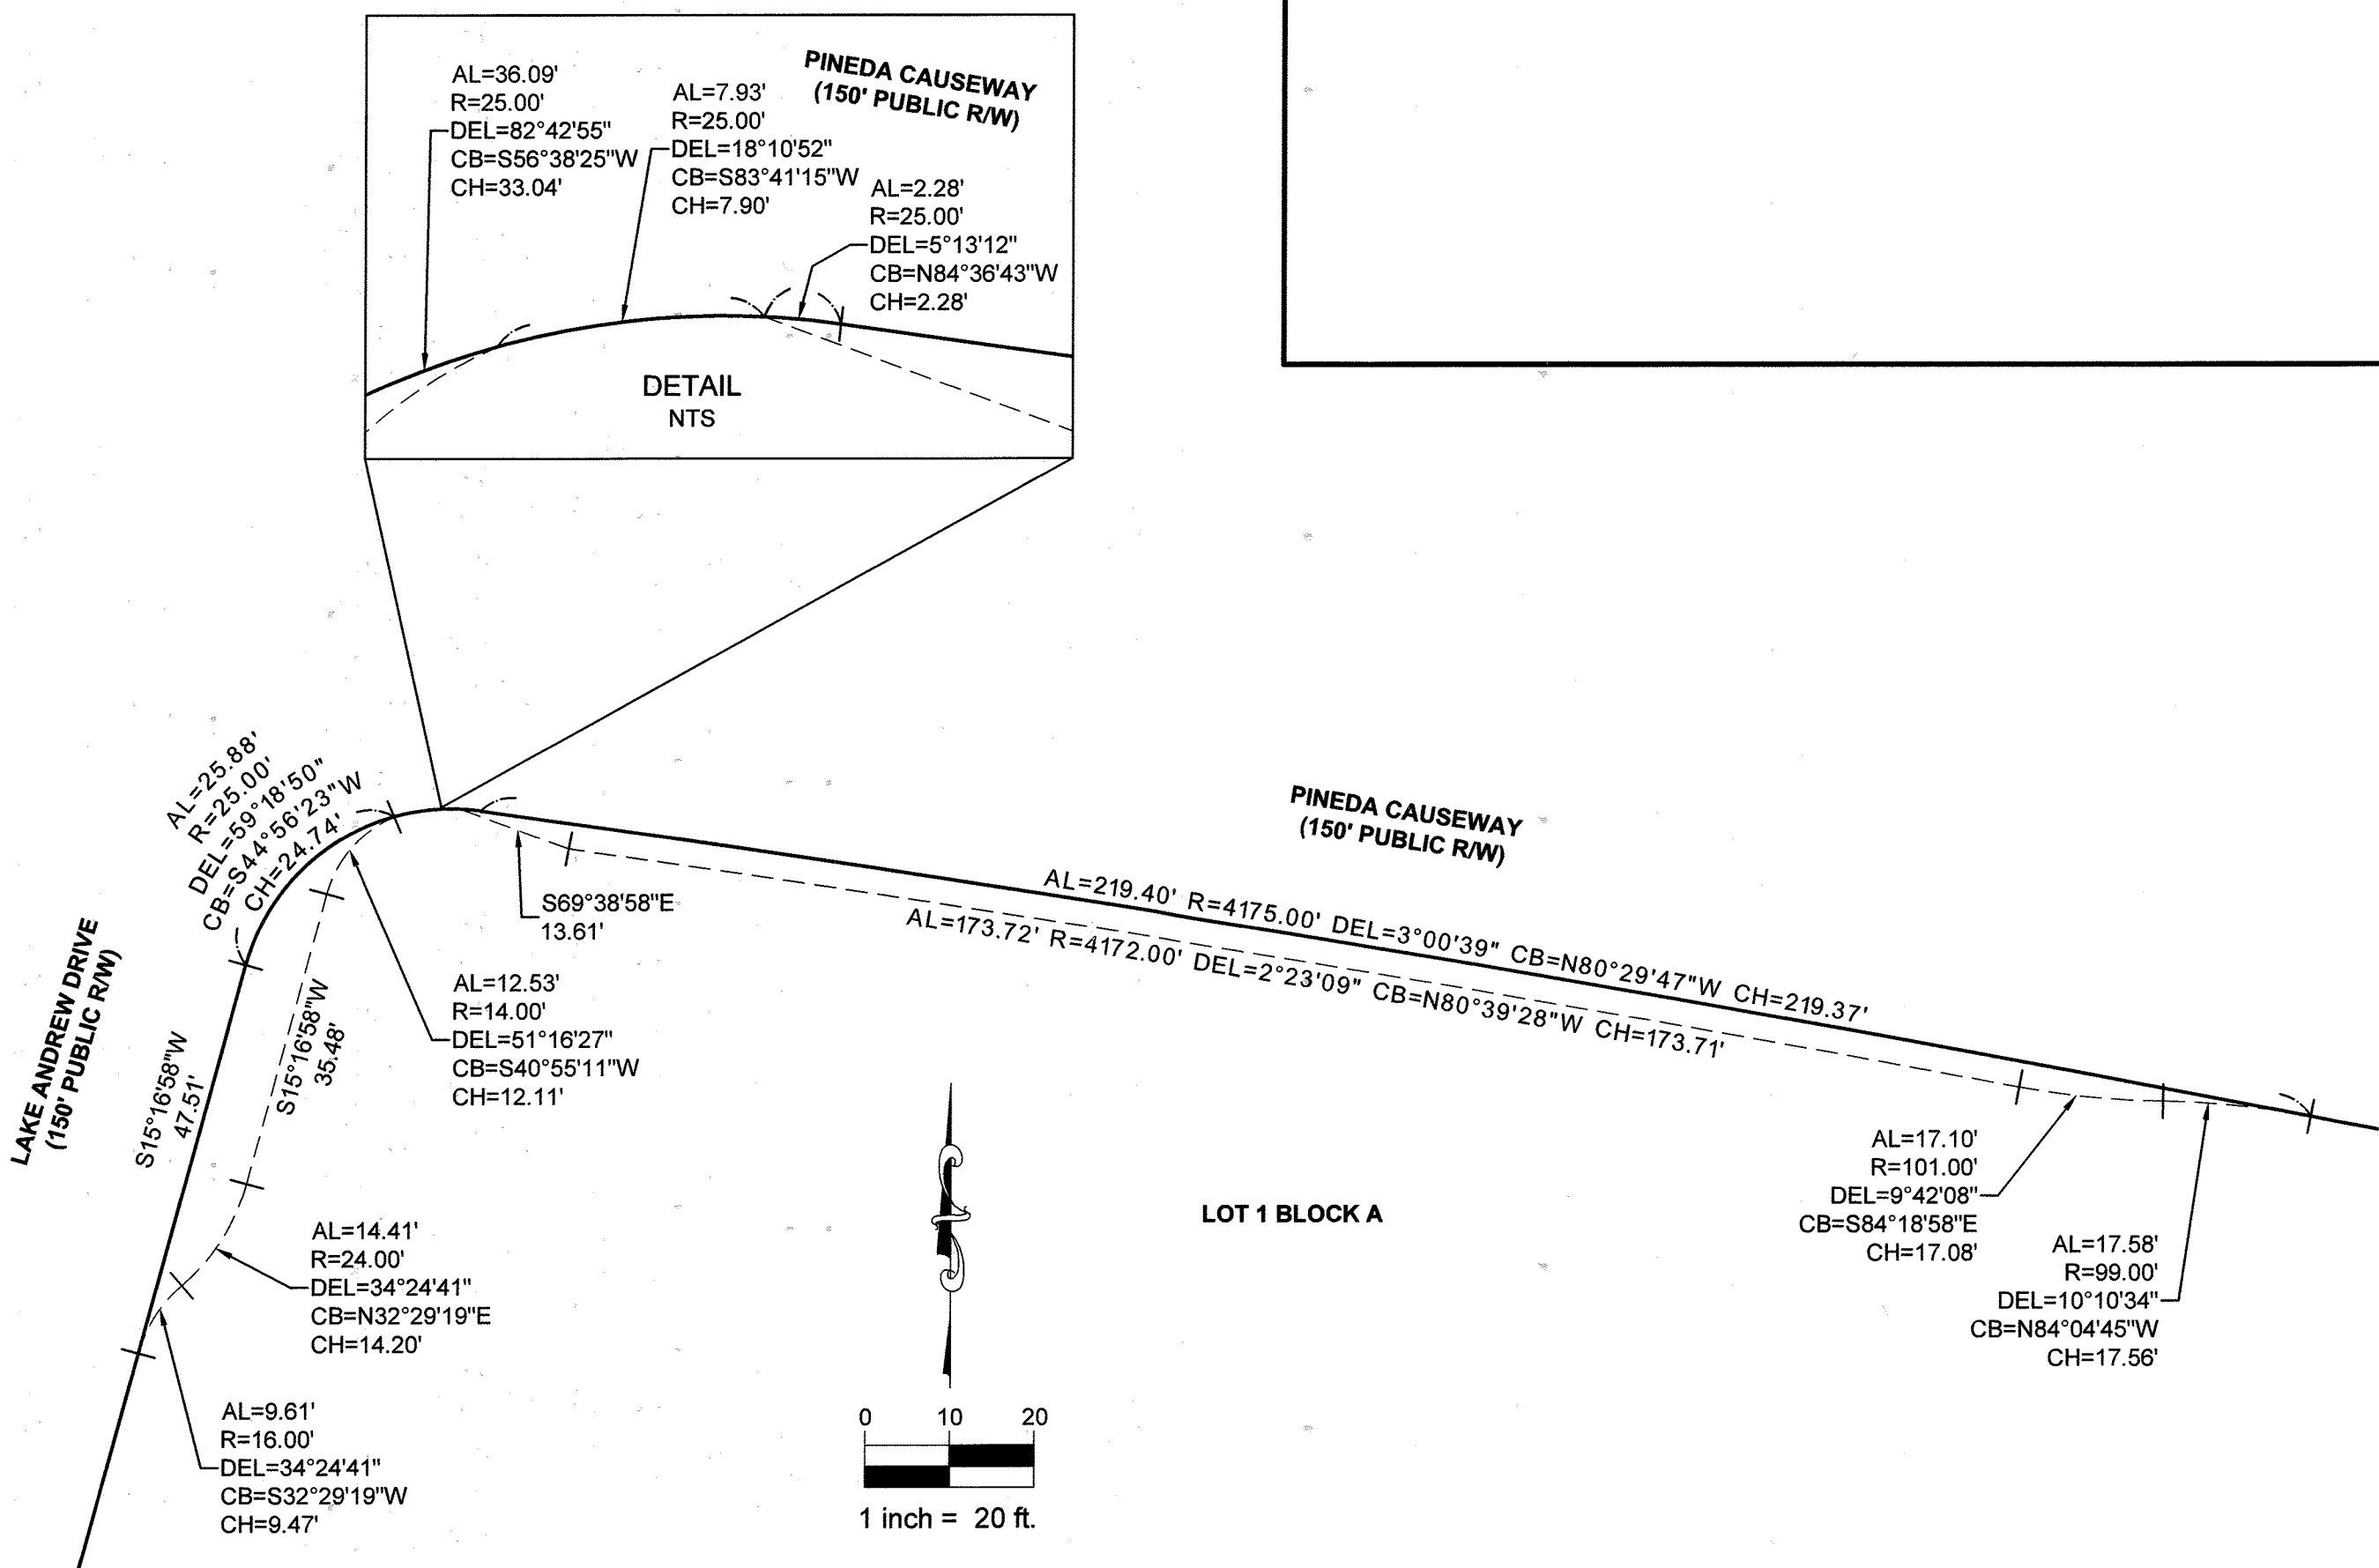 PINEDA CAUSEWAY
(150' PUBLIC R/W)
AL=36.09'
R=25.00'
DEL=82°42'55"
CB=S56°38'25"W
CH=33.04'
AL=7.93'
R=25.00'
DEL=18°10'52"
CB=S83°41'15"W
CH=7.90'
AL=2.28'
R=25.00'
DEL=5°13'12"
CB=N84°36'43"W
CH=2.28'
DETAIL
NTS
AL=25.88'
R=25.00'
DEL=59°18'50"
CB=S44°56'23"W
CH=24.74'
PINEDA CAUSEWAY
(150' PUBLIC R/W)
AL=219.40' R=4175.00' DEL=3°00'39" CB=N80°29'47"W CH=219.37'
AL=173.72' R=4172.00' DEL=2°23'09" CB=N80°39'28"W CH=173.71'
S69°38'58"E
13.61'
LAKE ANDREW DRIVE
(150' PUBLIC R/W)
S15°16'58"W
47.51'
S15°16'58"W
35.48'
AL=12.53'
R=14.00'
DEL=51°16'27"
CB=S40°55'11"W
CH=12.11'
LOT 1 BLOCK A
AL=17.10'
R=101.00'
DEL=9°42'08"
CB=S84°18'58"E
CH=17.08'
AL=17.58'
R=99.00'
DEL=10°10'34"
CB=N84°04'45"W
CH=17.56'
AL=14.41'
R=24.00'
DEL=34°24'41"
CB=N32°29'19"E
CH=14.20'
AL=9.61'
R=16.00'
DEL=34°24'41"
CB=S32°29'19"W
CH=9.47'
0 10 20
1 inch = 20 ft.